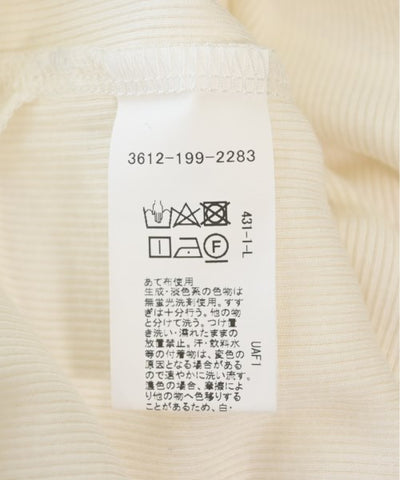 3612-199-2283
431-1-L
F
あて布使用
生成・淡色系の色物は
無蛍光洗剤使用。すす
ぎは十分行う。他の物
と分けて洗う。つけ置
き洗い・濡れたままの
放置禁止。汗・飲料水
等の付着物は、変色の
原因となる場合がある
ので速やかに洗い流す。
濃色の場合、摩擦によ
り他の物へ色移りする
ことがあるため、白・
UAF1